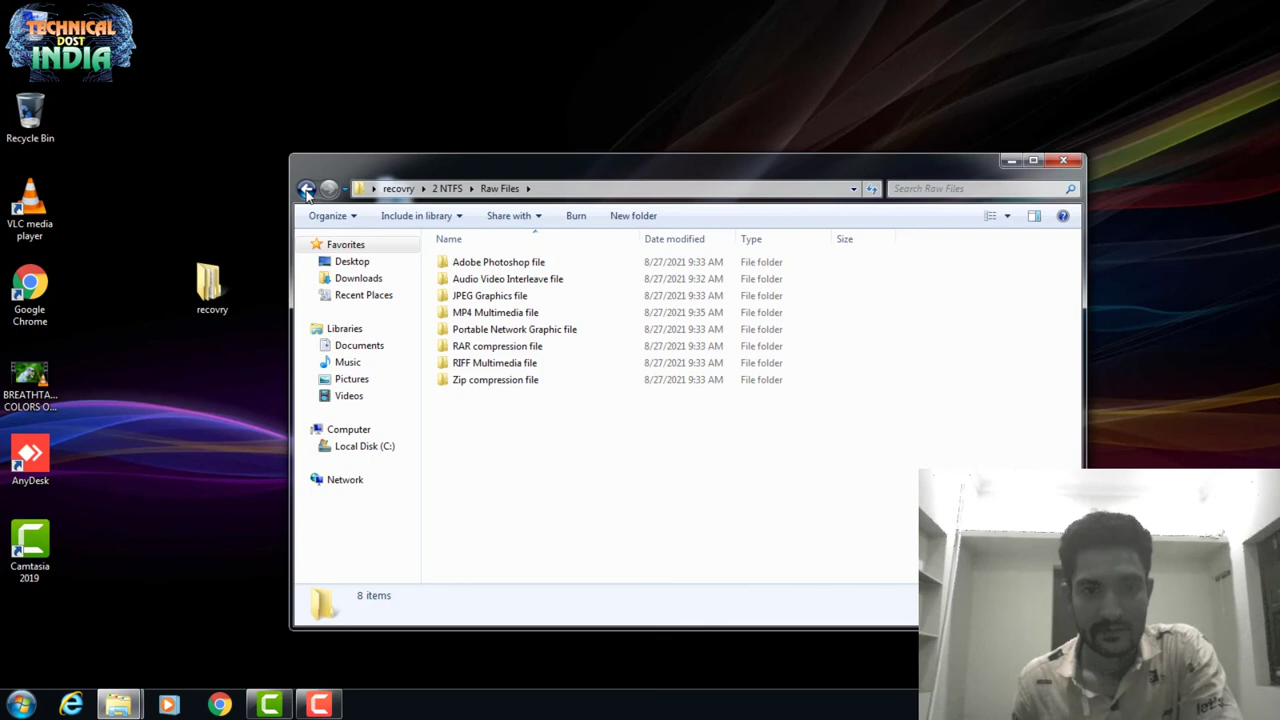 TECHNICAL
DOST
INDIA
Recycle Bin
VLC media
player
Google
Chrome
BREATHTA...
COLORS O...
AnyDesk
Camtasia
2019
recovry
recovry
2 NTFS
Raw Files
Search Raw Files
Organize
Include in library
Share with
Burn
New folder
Favorites
Desktop
Downloads
Recent Places
Libraries
Documents
Music
Pictures
Videos
Computer
Local Disk (C:)
Network
Name Date modified Type Size
Adobe Photoshop file 8/27/2021 9:33 AM File folder
Audio Video Interleave file 8/27/2021 9:32 AM File folder
JPEG Graphics file 8/27/2021 9:33 AM File folder
MP4 Multimedia file 8/27/2021 9:35 AM File folder
Portable Network Graphic file 8/27/2021 9:33 AM File folder
RAR compression file 8/27/2021 9:33 AM File folder
RIFF Multimedia file 8/27/2021 9:33 AM File folder
Zip compression file 8/27/2021 9:33 AM File folder
8 items